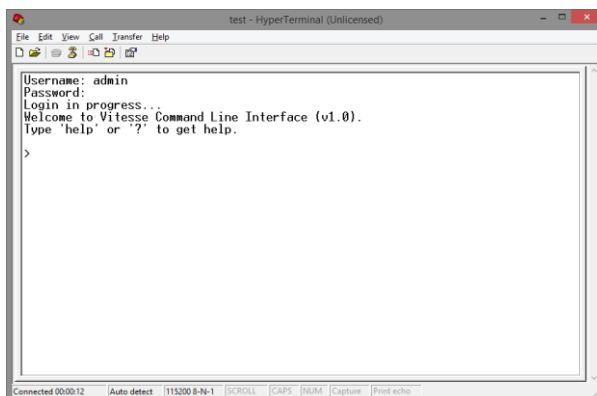 test - HyperTerminal (Unlicensed)
File Edit View Call Transfer Help
Username: admin
Password:
Login in progress...
Welcome to Vitesse Command Line Interface (v1.0).
Type 'help' or '?' to get help.
>
Connected 00:00:12 Auto detect 115200 8-N-1 SCROLL CAPS NUM Capture Print echo